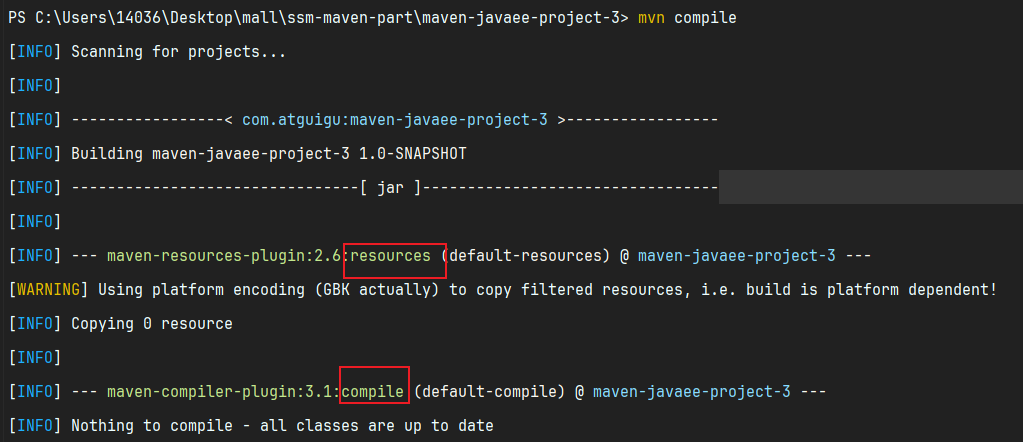 PS C:\Users\14036\Desktop\mall\ssm-maven-part\maven-javaee-project-3> mvn compile
[INFO] Scanning for projects...
[INFO]
[INFO] -----------------< com.atguigu:maven-javaee-project-3 >-----------------
[INFO] Building maven-javaee-project-3 1.0-SNAPSHOT
[INFO] --------------------------------[ jar ]---------------------------------
[INFO]
[INFO] --- maven-resources-plugin:2.6:resources (default-resources) @ maven-javaee-project-3 ---
[WARNING] Using platform encoding (GBK actually) to copy filtered resources, i.e. build is platform dependent!
[INFO] Copying 0 resource
[INFO]
[INFO] --- maven-compiler-plugin:3.1:compile (default-compile) @ maven-javaee-project-3 ---
[INFO] Nothing to compile - all classes are up to date